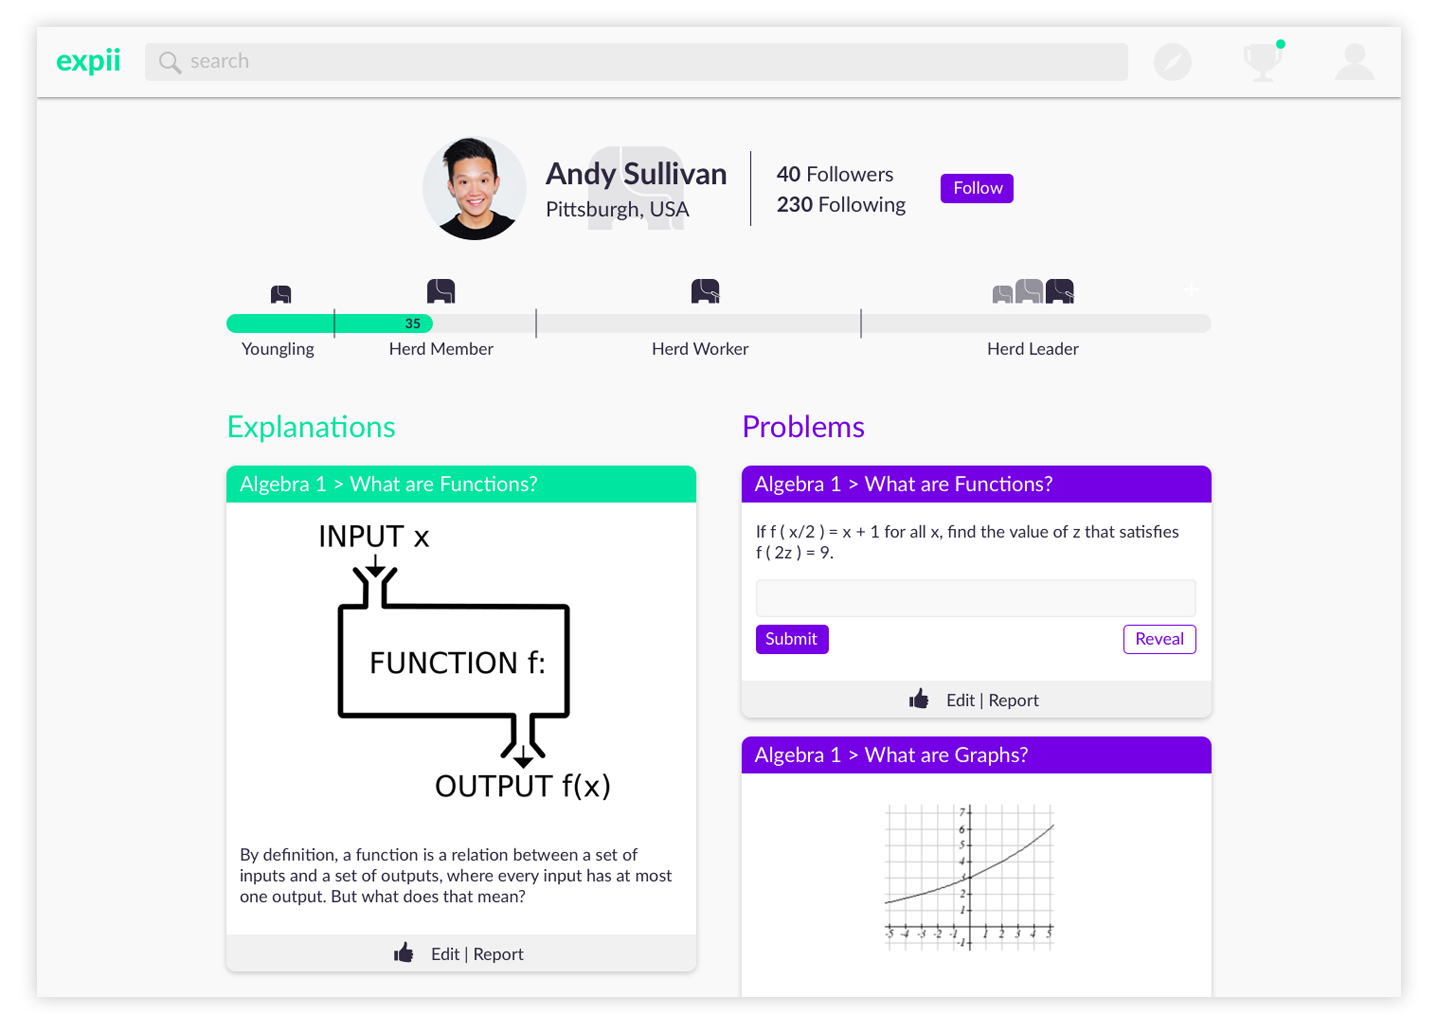 expii
search
Andy Sullivan
Pittsburgh, USA
40 Followers
230 Following
Follow
35
Youngling
Herd Member
Herd Worker
Herd Leader
Explanations
Algebra 1 > What are Functions?
INPUT x
FUNCTION f:
OUTPUT f(x)
By definition, a function is a relation between a set of
inputs and a set of outputs, where every input has at most
one output. But what does that mean?
Edit | Report
Problems
Algebra 1 > What are Functions?
If f ( x/2 ) = x + 1 for all x, find the value of z that satisfies
f ( 2z ) = 9.
Submit
Reveal
Edit | Report
Algebra 1 > What are Graphs?
7
6
5
4
3
2
1
-5 -4 -3 -2 -1 1 2 3 4 5
-1